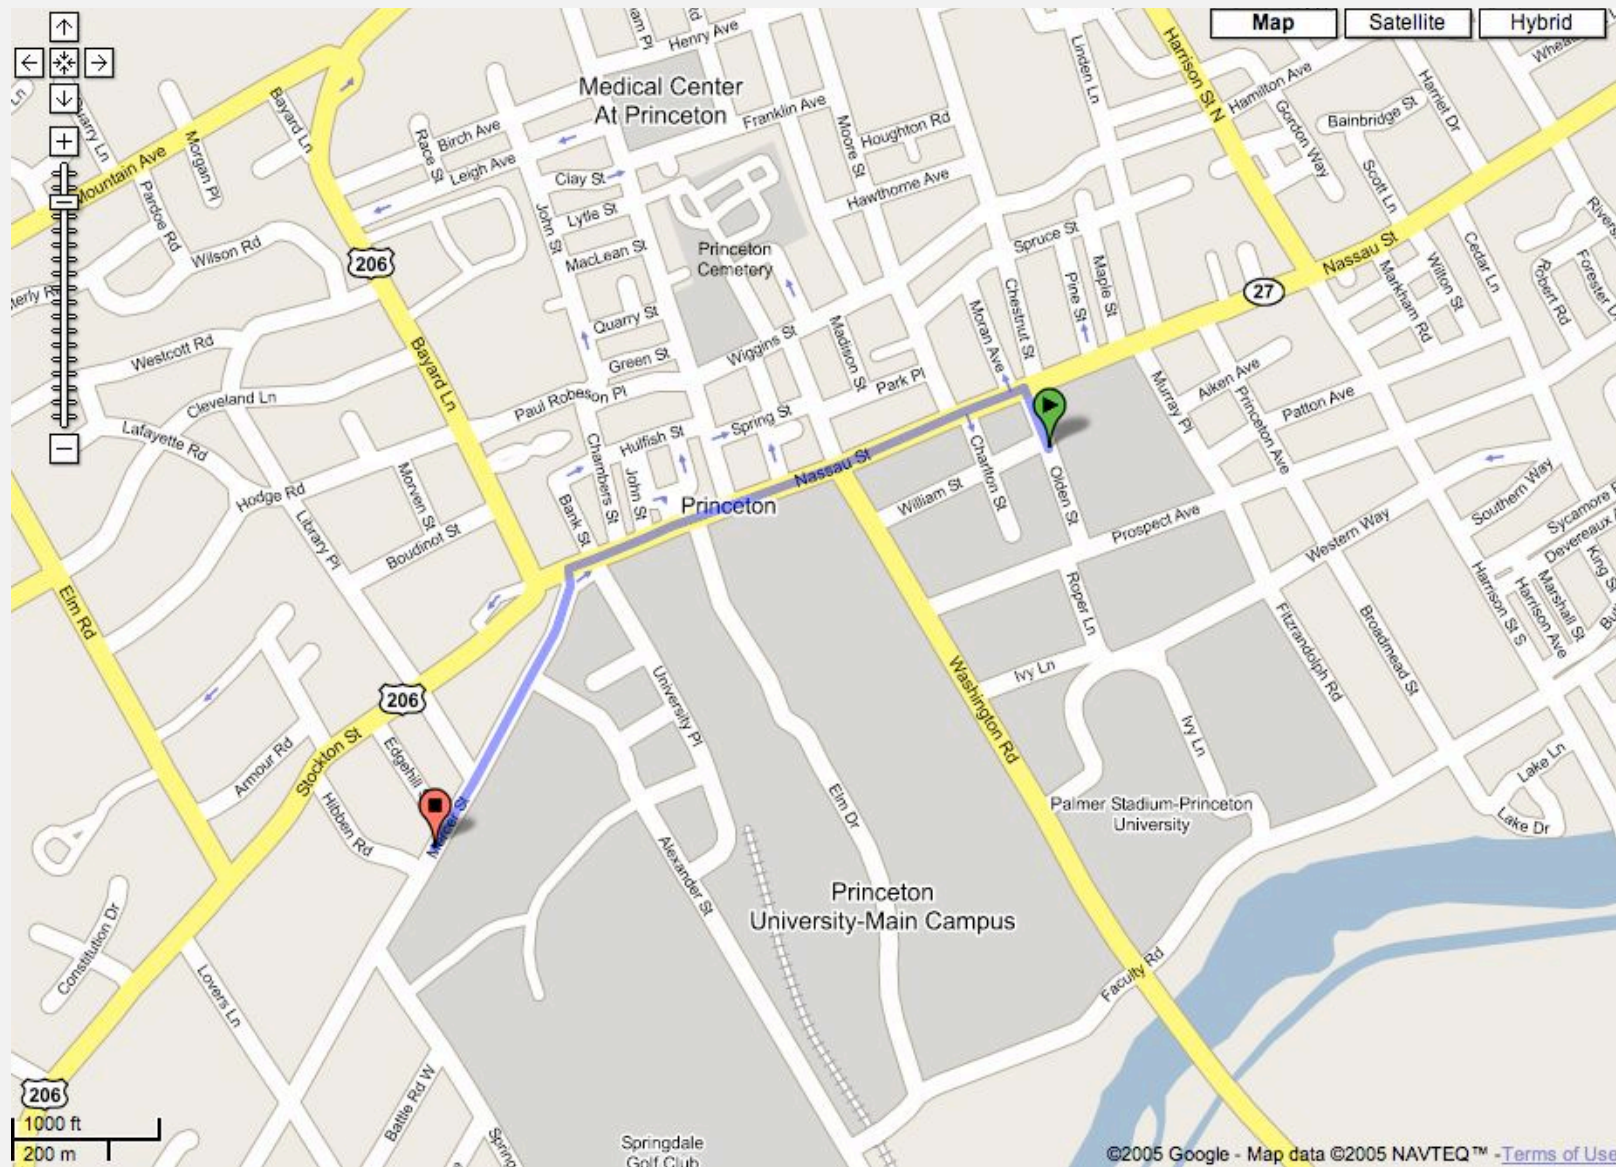 Map
Satellite
Hybrid
Henry Ave
Medical Center
At Princeton
Franklin Ave
Linden Ln
Harrison St N
Hamilton Ave
Gordon Way
Harriet Dr
Bainbridge St
Scott Ln
Bayard Ln
Morgan Pl
Mountain Ave
Pardoe Rd
Wilson Rd
Race St
Birch Ave
Leigh Ave
Clay St
Lytle St
John St
MacLean St
Moore St
Houghton Rd
Hawthorne Ave
Princeton
Cemetery
Spruce St
206
27
Nassau St
Cedar Ln
Wilton St
Markham Rd
Robert Rd
Maple St
Pine St
Chestnut St
Moran Ave
Quarry St
Green St
Wiggins St
Madison St
Park Pl
Paul Robeson Pl
Westcott Rd
Cleveland Ln
Bayard Ln
Lafayette Rd
Hodge Rd
Library Pl
Morven St
Boudinot St
Hulfish St
Spring St
Chambers St
John St
Bank St
Princeton
Nassau St
William St
Charlton St
Olden St
Murray Pl
Aiken Ave
Princeton Ave
Patton Ave
Prospect Ave
Western Way
Southern Way
Harrison St S
Harrison Ave
Marshall St
Roper Ln
Ivy Ln
Ivy Ln
Fitzrandolph Rd
Broadmead St
Elm Rd
206
Stockton St
Armour Rd
Edgehill
Hibben Rd
Mercer St
University Pl
Washington Rd
Elm Dr
Alexander St
Palmer Stadium-Princeton
University
Princeton
University-Main Campus
Faculty Rd
Lake Ln
Lake Dr
Constitution Dr
Lovers Ln
Battle Rd W
206
1000 ft
200 m
Springdale
Golf Club
©2005 Google - Map data ©2005 NAVTEQ™ - Terms of Use